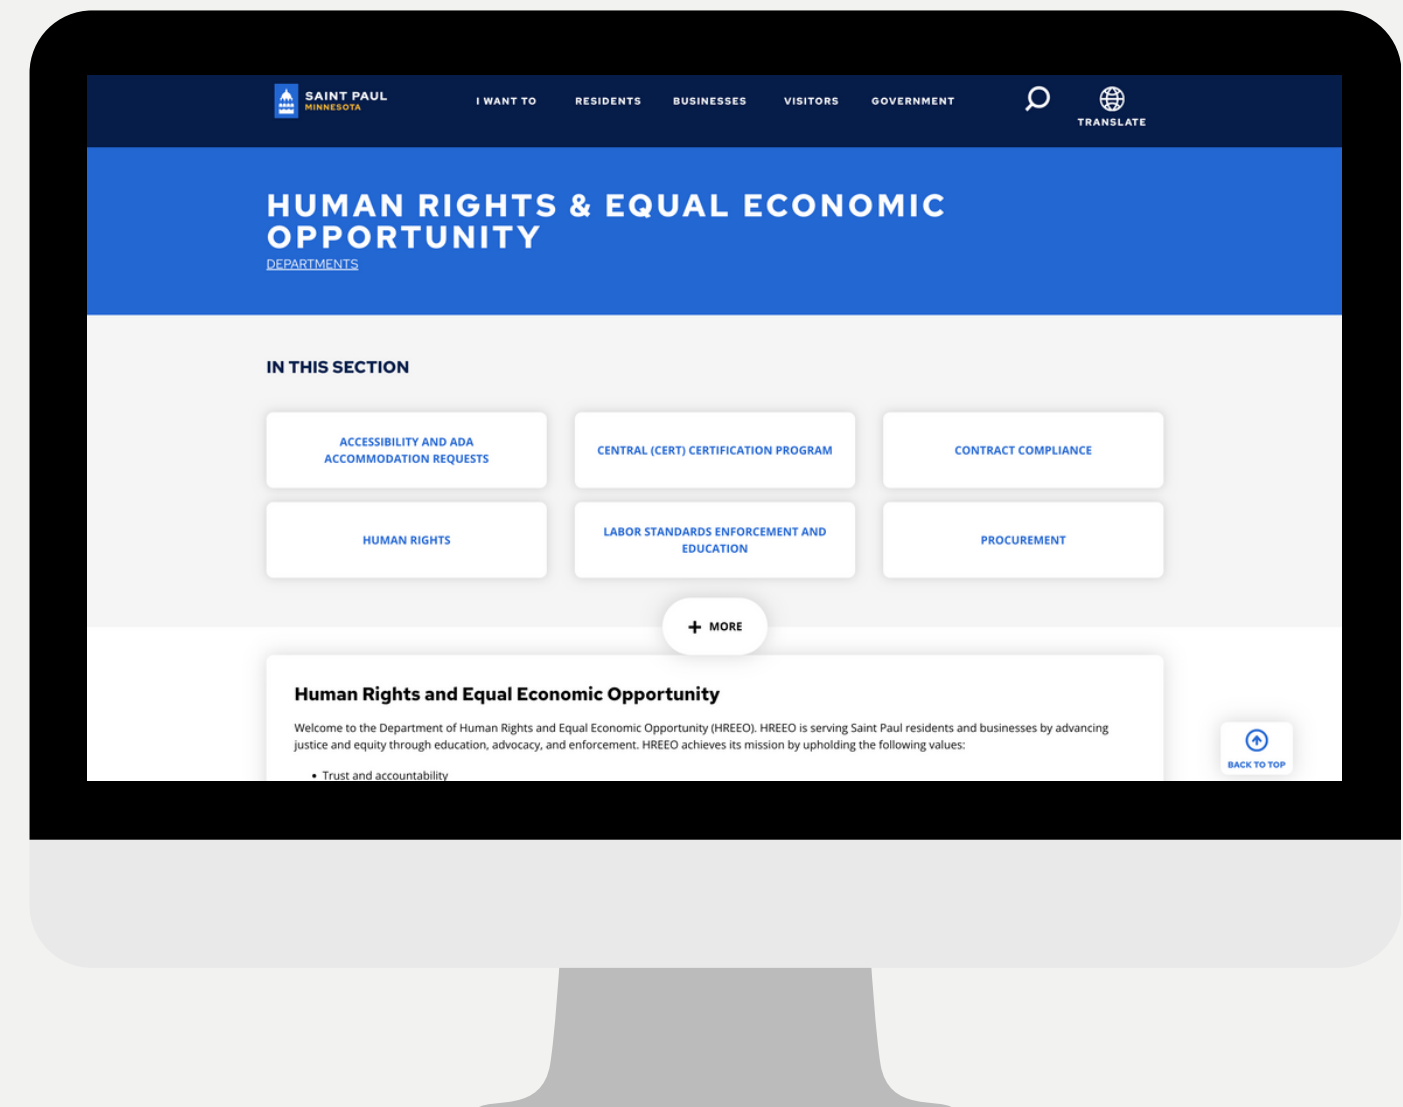 SAINT PAUL
MINNESOTA
I WANT TO
RESIDENTS
BUSINESSES
VISITORS
GOVERNMENT
TRANSLATE
HUMAN RIGHTS & EQUAL ECONOMIC
OPPORTUNITY
DEPARTMENTS
IN THIS SECTION
ACCESSIBILITY AND ADA
ACCOMMODATION REQUESTS
CENTRAL (CERT) CERTIFICATION PROGRAM
CONTRACT COMPLIANCE
HUMAN RIGHTS
LABOR STANDARDS ENFORCEMENT AND
EDUCATION
PROCUREMENT
+ MORE
Human Rights and Equal Economic Opportunity
Welcome to the Department of Human Rights and Equal Economic Opportunity (HREEO). HREEO is serving Saint Paul residents and businesses by advancing
justice and equity through education, advocacy, and enforcement. HREEO achieves its mission by upholding the following values:
• Trust and accountability
BACK TO TOP